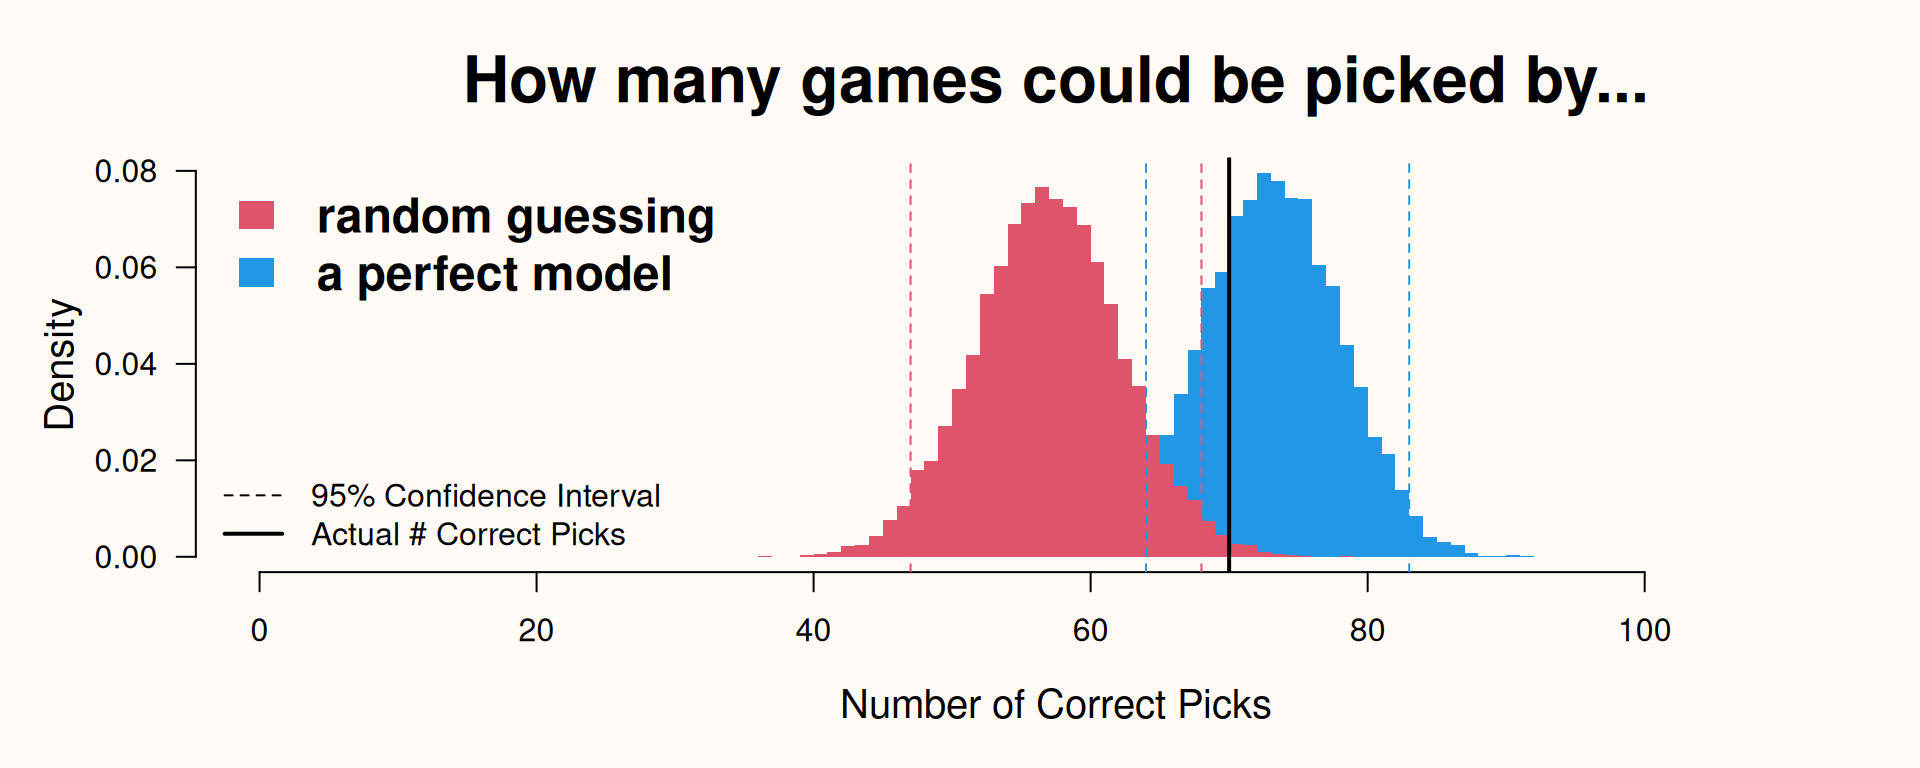 How many games could be picked by...
random guessing
a perfect model
95% Confidence Interval
Actual # Correct Picks
Density
0.08
0.06
0.04
0.02
0.00
0 20 40 60 80 100
Number of Correct Picks